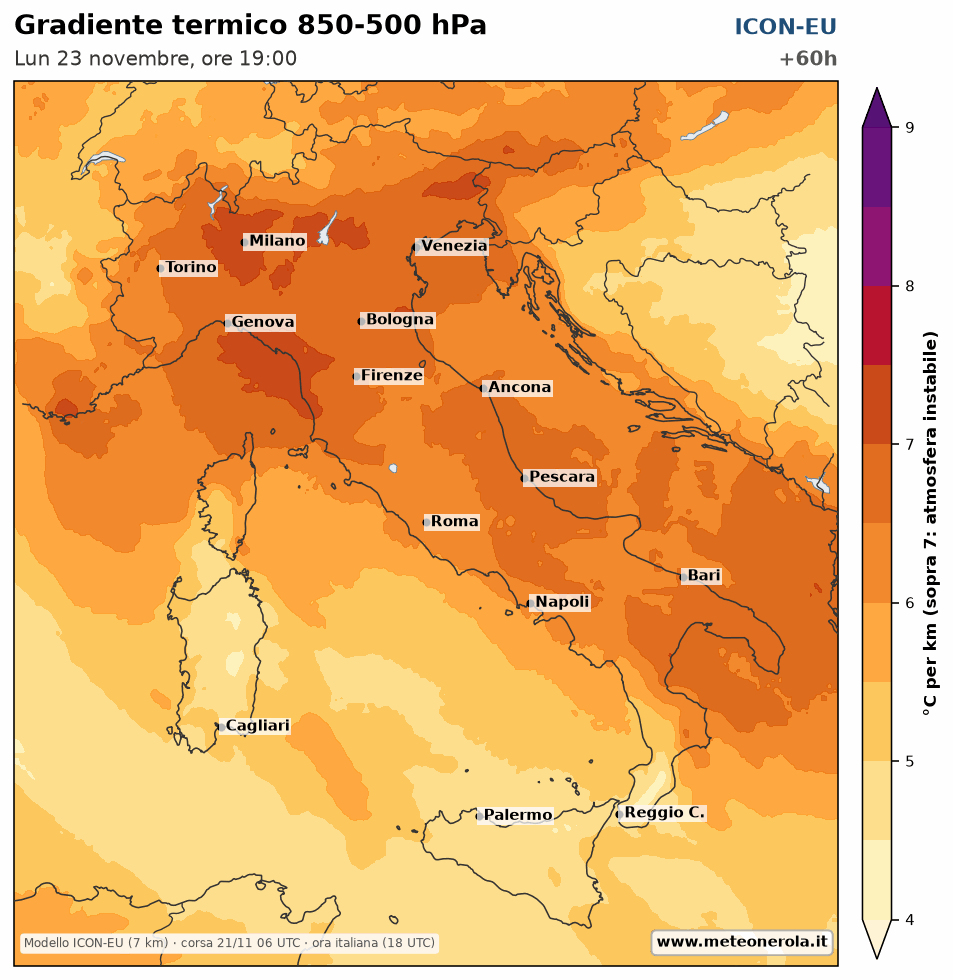 Gradiente termico 850-500 hPa
ICON-EU
Lun 23 novembre, ore 19:00
+60h
Milano
Venezia
Torino
Genova
Bologna
Firenze
Ancona
Pescara
Roma
Bari
Napoli
Cagliari
Palermo
Reggio C.
9
8
7
6
5
4
°C per km (sopra 7: atmosfera instabile)
Modello ICON-EU (7 km) · corsa 21/11 06 UTC · ora italiana (18 UTC)
www.meteonerola.it